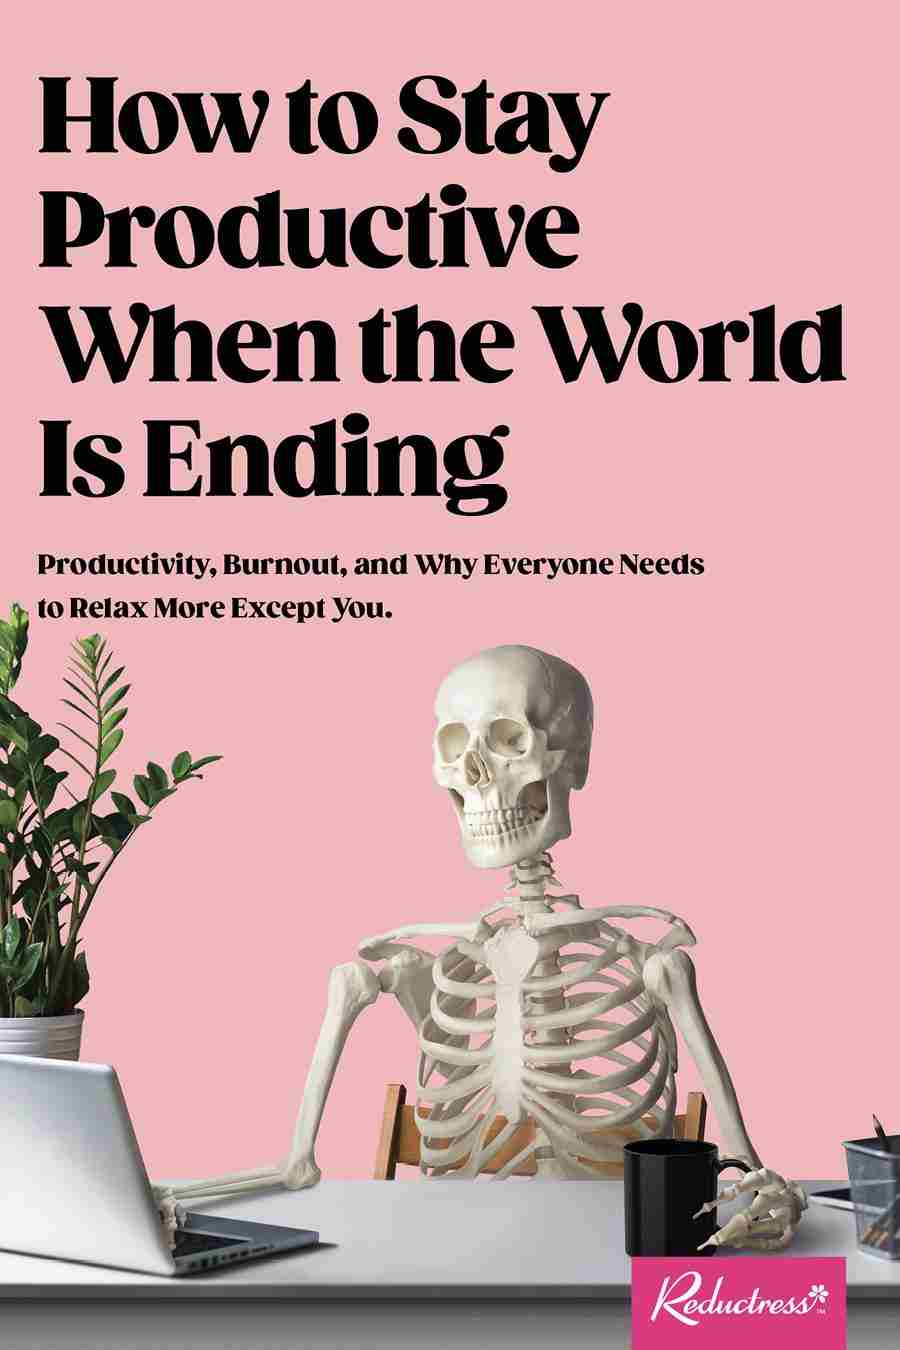 How to Stay
Productive
When the World
Is Ending
Productivity, Burnout, and Why Everyone Needs
to Relax More Except You.
Reductress™